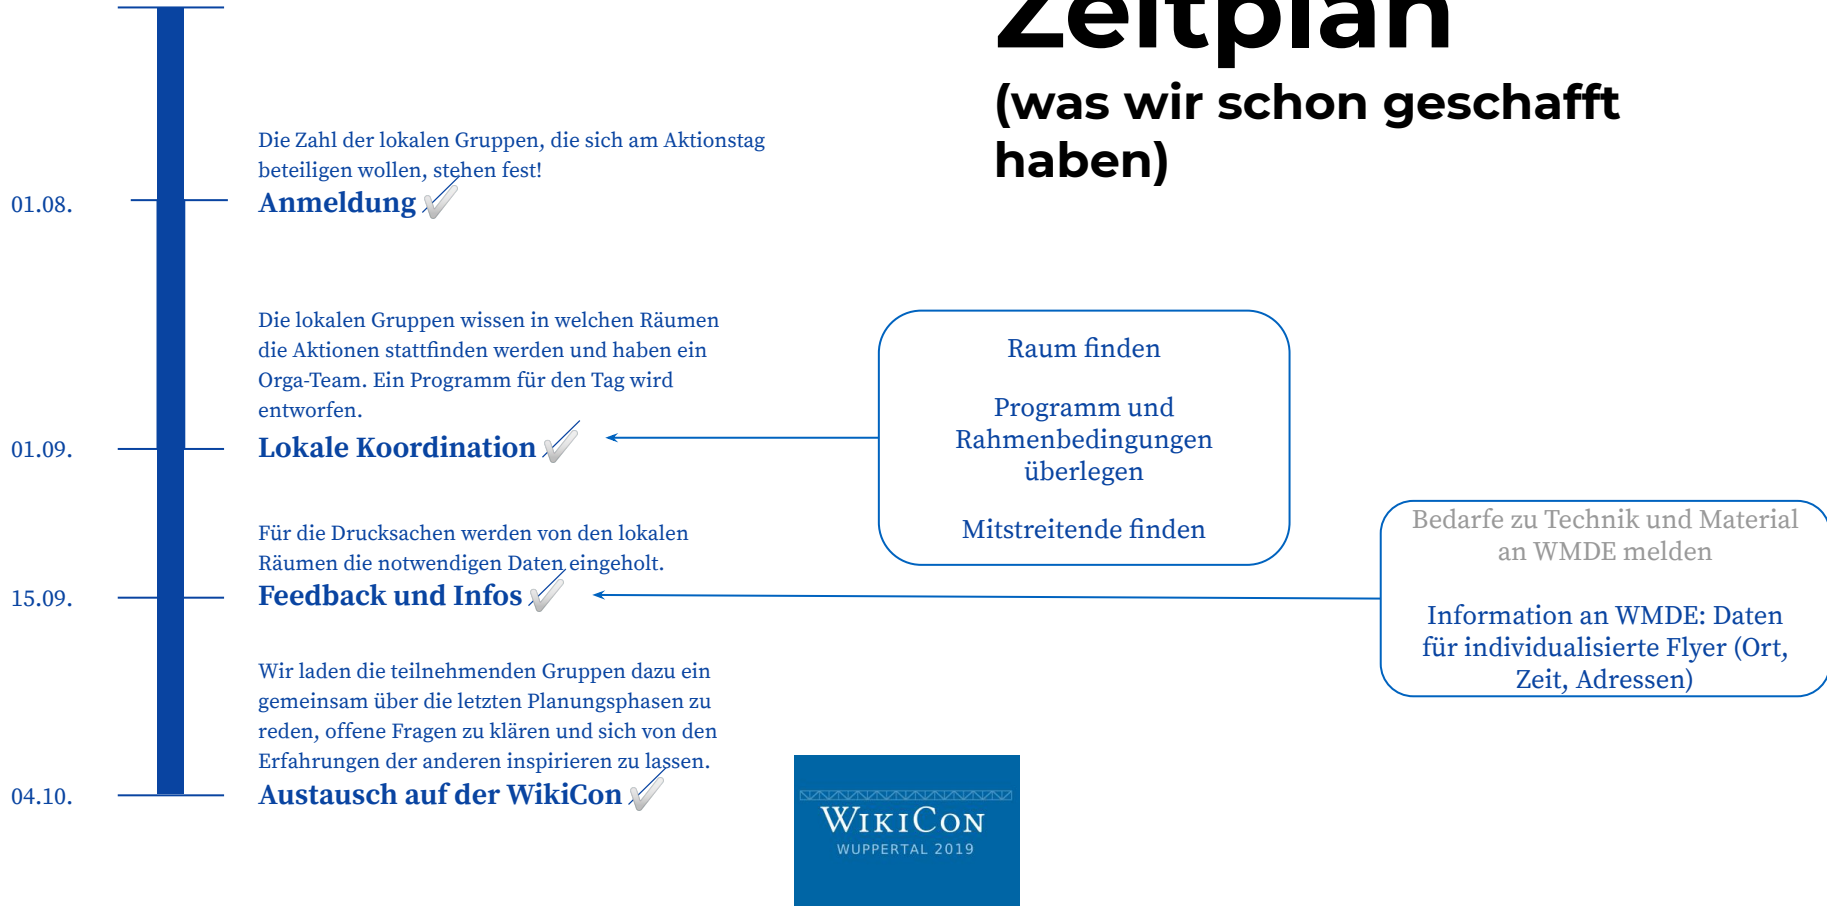 Zeitplan
(was wir schon geschafft
haben)
Die Zahl der lokalen Gruppen, die sich am Aktionstag
beteiligen wollen, stehen fest!
01.08.
Anmeldung
Die lokalen Gruppen wissen in welchen Räumen
die Aktionen stattfinden werden und haben ein
Orga-Team. Ein Programm für den Tag wird
entworfen.
01.09.
Lokale Koordination
Raum finden
Programm und
Rahmenbedingungen
überlegen
Mitstreitende finden
Für die Drucksachen werden von den lokalen
Räumen die notwendigen Daten eingeholt.
15.09.
Feedback und Infos
Bedarfe zu Technik und Material
an WMDE melden
Information an WMDE: Daten
für individualisierte Flyer (Ort,
Zeit, Adressen)
Wir laden die teilnehmenden Gruppen dazu ein
gemeinsam über die letzten Planungsphasen zu
reden, offene Fragen zu klären und sich von den
Erfahrungen der anderen inspirieren zu lassen.
04.10.
Austausch auf der WikiCon
WIKICON
WUPPERTAL 2019